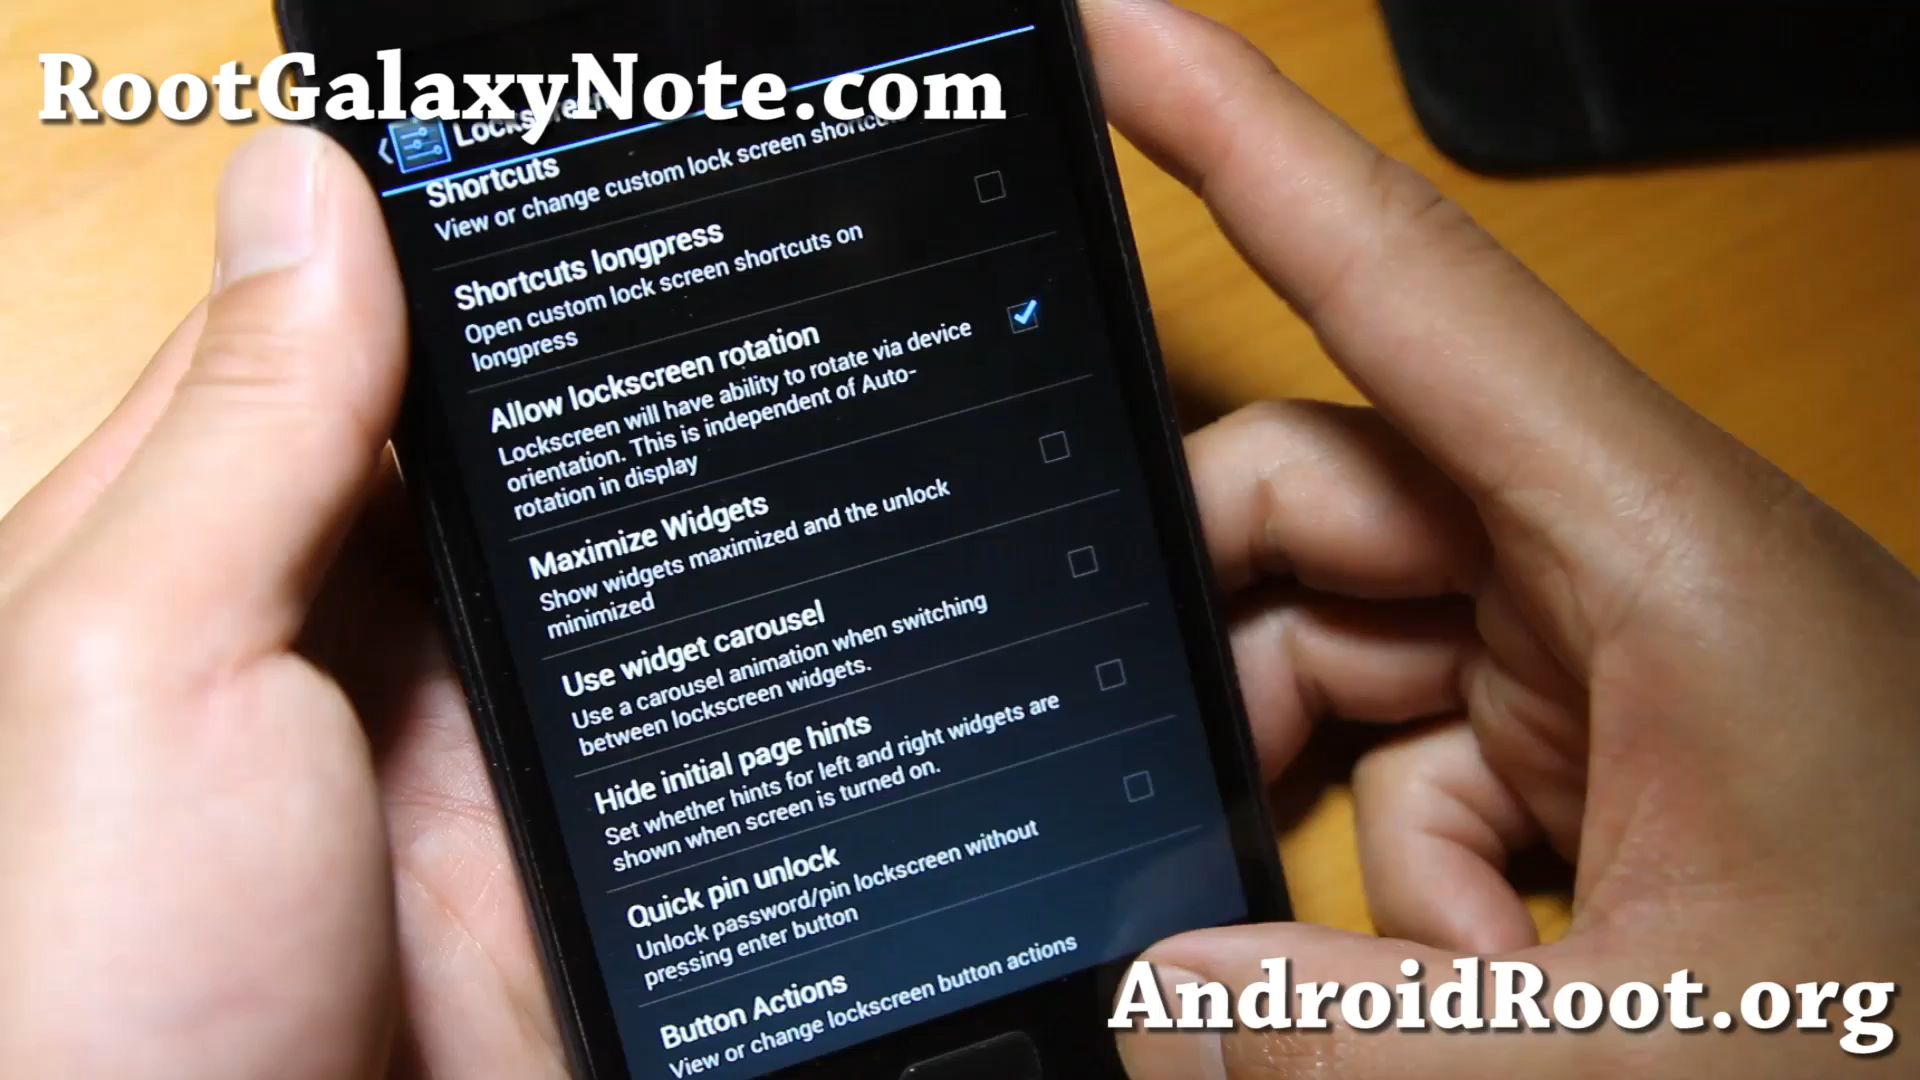 RootGalaxyNote.com
Lockscreen
Shortcuts
View or change custom lock screen shortcuts
Shortcuts longpress
Open custom lock screen shortcuts on
longpress
Allow lockscreen rotation
Lockscreen will have ability to rotate via device
orientation. This is independent of Auto-
rotation in display
Maximize Widgets
Show widgets maximized and the unlock
minimized
Use widget carousel
Use a carousel animation when switching
between lockscreen widgets.
Hide initial page hints
Set whether hints for left and right widgets are
shown when screen is turned on.
Quick pin unlock
Unlock password/pin lockscreen without
pressing enter button
Button Actions
View or change lockscreen button actions
AndroidRoot.org